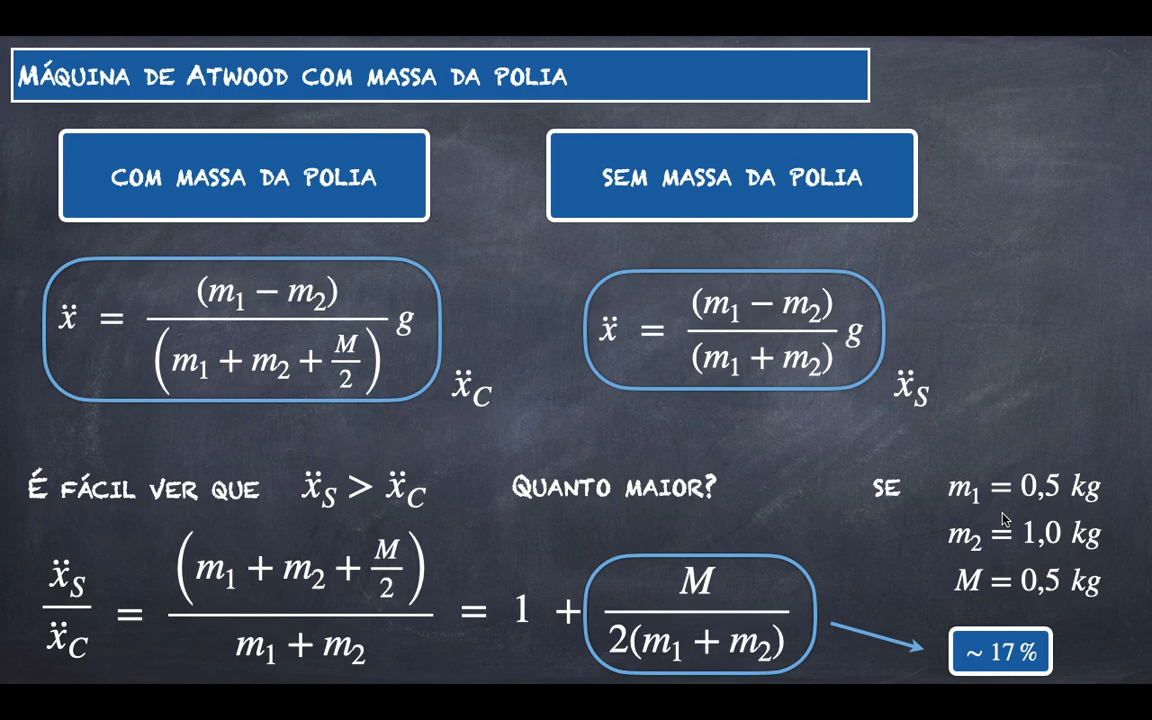 MÁQUINA DE ATWOOD COM MASSA DA POLIA
COM MASSA DA POLIA
SEM MASSA DA POLIA
ẍ = (m₁ − m₂) / (m₁ + m₂ + M/2) g
ẍ_C
ẍ = (m₁ − m₂) / (m₁ + m₂) g
ẍ_S
É FÁCIL VER QUE ẍ_S > ẍ_C
QUANTO MAIOR?
SE m₁ = 0,5 kg
m₂ = 1,0 kg
M = 0,5 kg
ẍ_S / ẍ_C = (m₁ + m₂ + M/2) / m₁ + m₂ = 1 + M / 2(m₁ + m₂)
~ 17 %